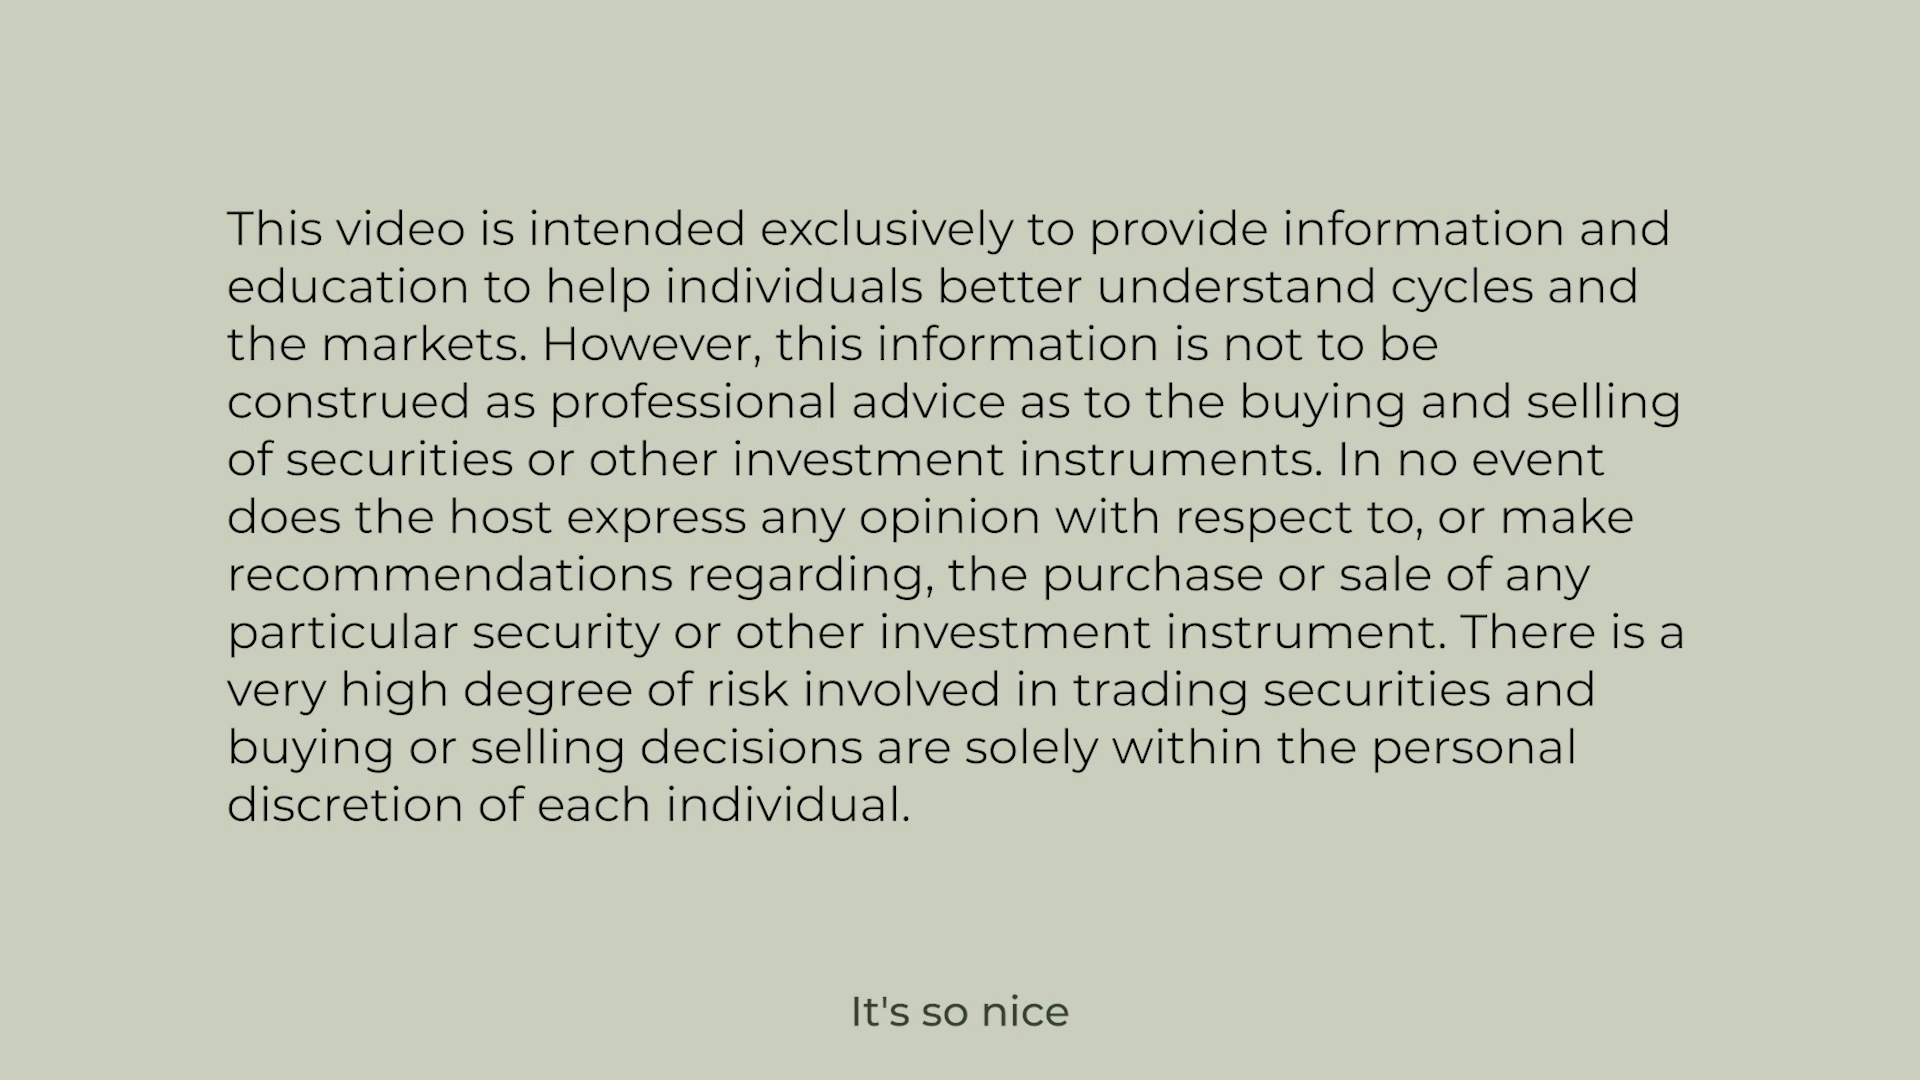 This video is intended exclusively to provide information and
education to help individuals better understand cycles and
the markets. However, this information is not to be
construed as professional advice as to the buying and selling
of securities or other investment instruments. In no event
does the host express any opinion with respect to, or make
recommendations regarding, the purchase or sale of any
particular security or other investment instrument. There is a
very high degree of risk involved in trading securities and
buying or selling decisions are solely within the personal
discretion of each individual.
It's so nice